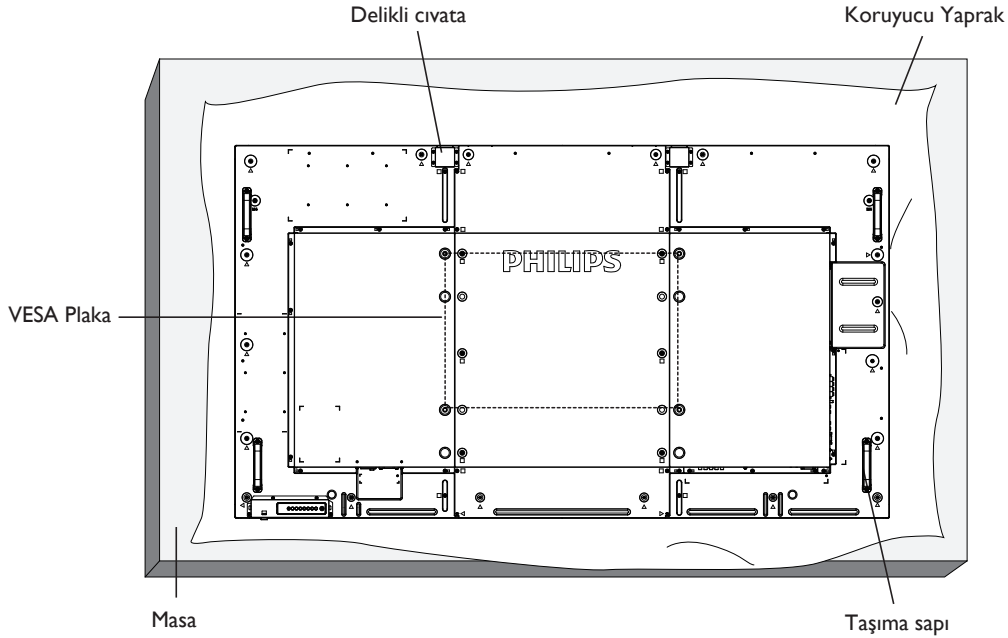 Delikli cıvata
Koruyucu Yaprak
PHILIPS
VESA Plaka
Masa
Taşıma sapı